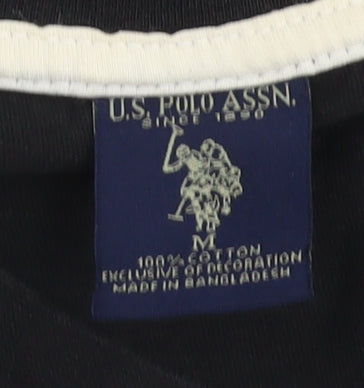 U.S. POLO ASSN.
SINCE 1890
M
100% COTTON
EXCLUSIVE OF DECORATION
MADE IN BANGLADESH